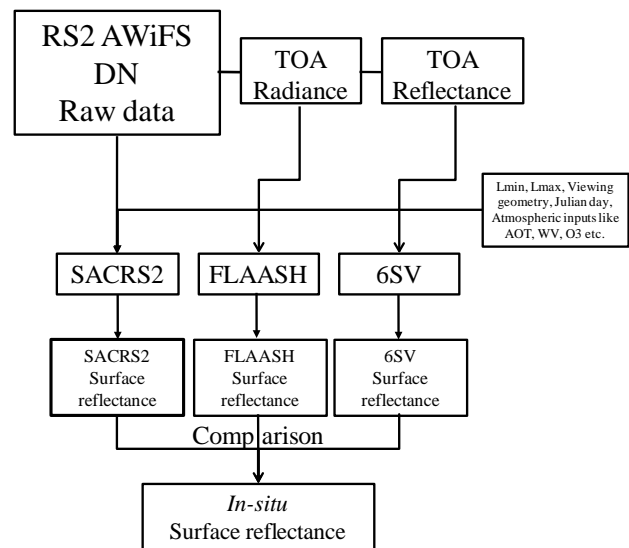 RS2 AWiFS
DN
Raw data
TOA
Radiance
TOA
Reflectance
Lmin, Lmax, Viewing
geometry, Julian day,
Atmospheric inputs like
AOT, WV, O3 etc.
SACRS2
FLAASH
6SV
SACRS2
Surface
reflectance
FLAASH
Surface
reflectance
6SV
Surface
reflectance
Comparison
In-situ
Surface reflectance